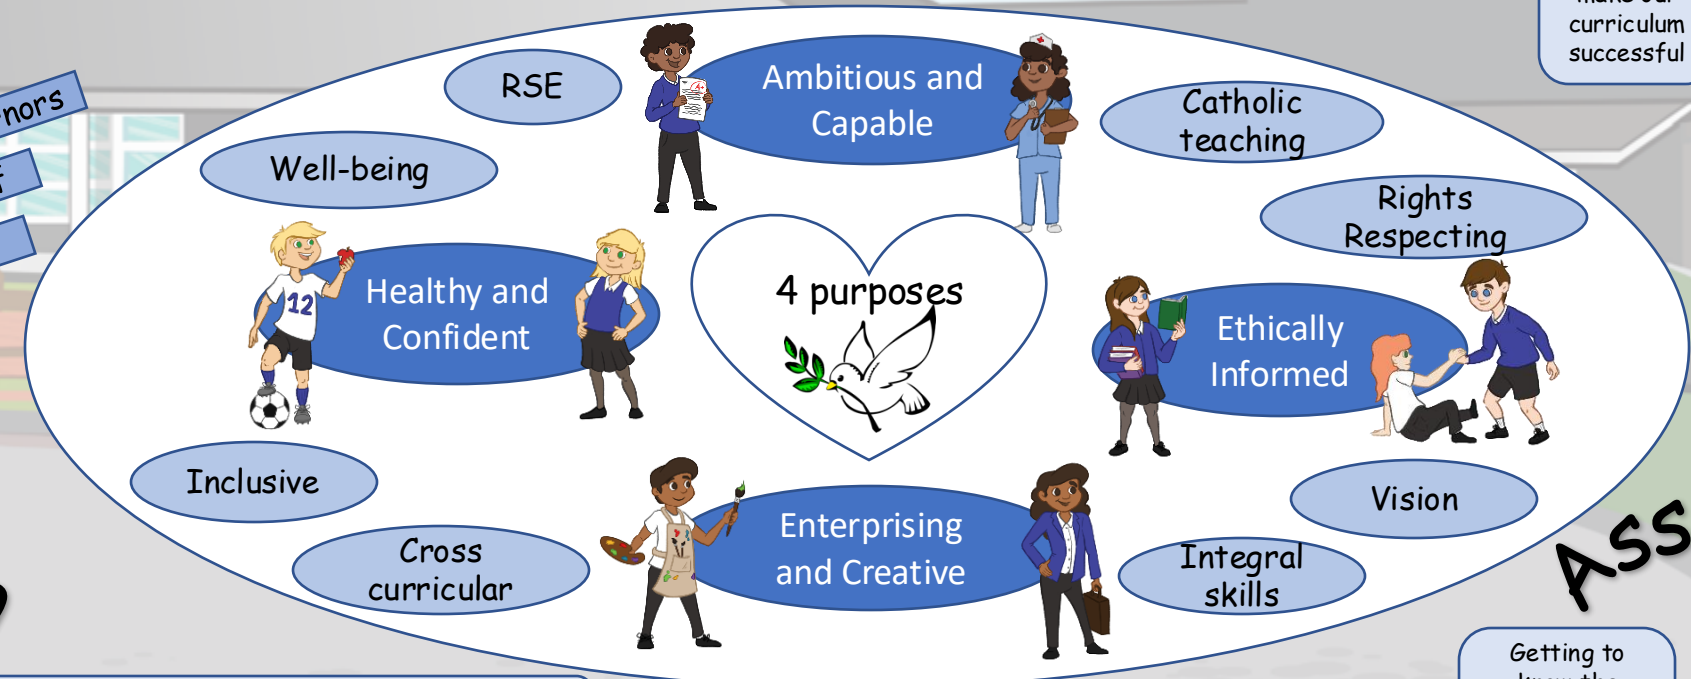 curriculum
successful
RSE
Ambitious and
Capable
Catholic
teaching
Well-being
Rights
Respecting
12
Healthy and
Confident
4 purposes
Ethically
Informed
Inclusive
Vision
Cross
curricular
Enterprising
and Creative
Integral
skills
Getting to